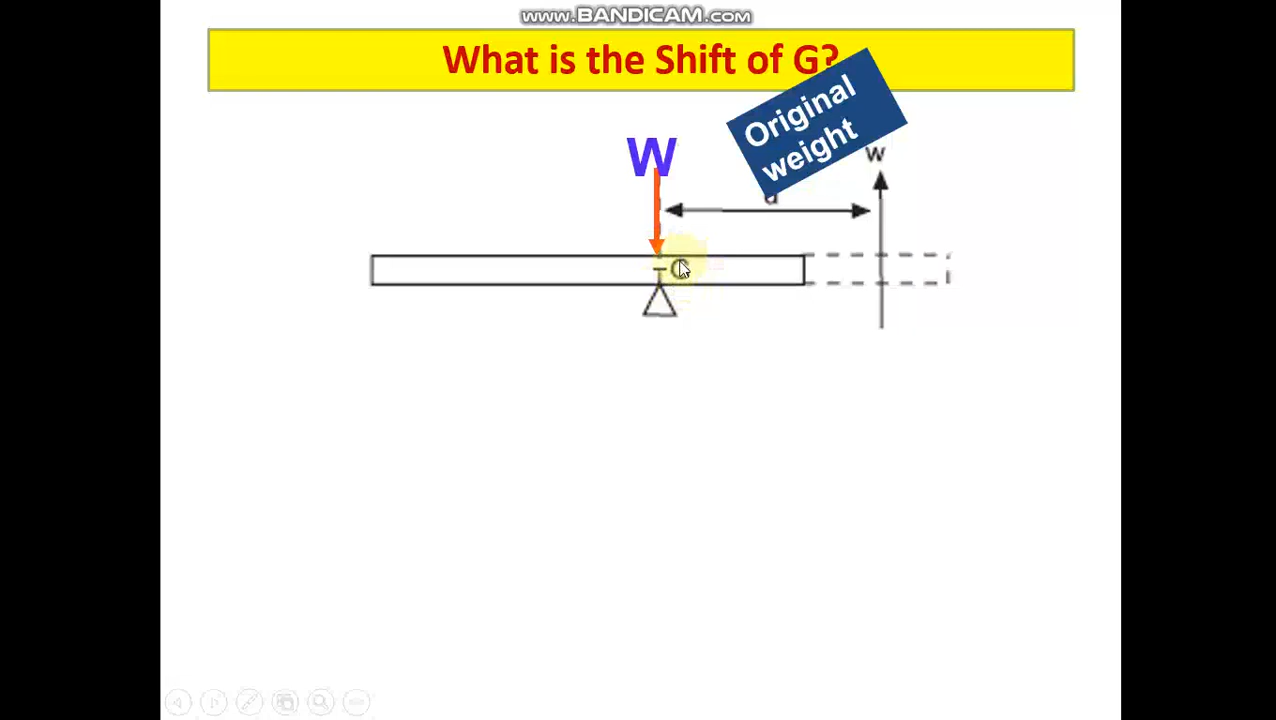 www.BANDICAM.com
What is the Shift of G?
Original
weight
W
w
d
G